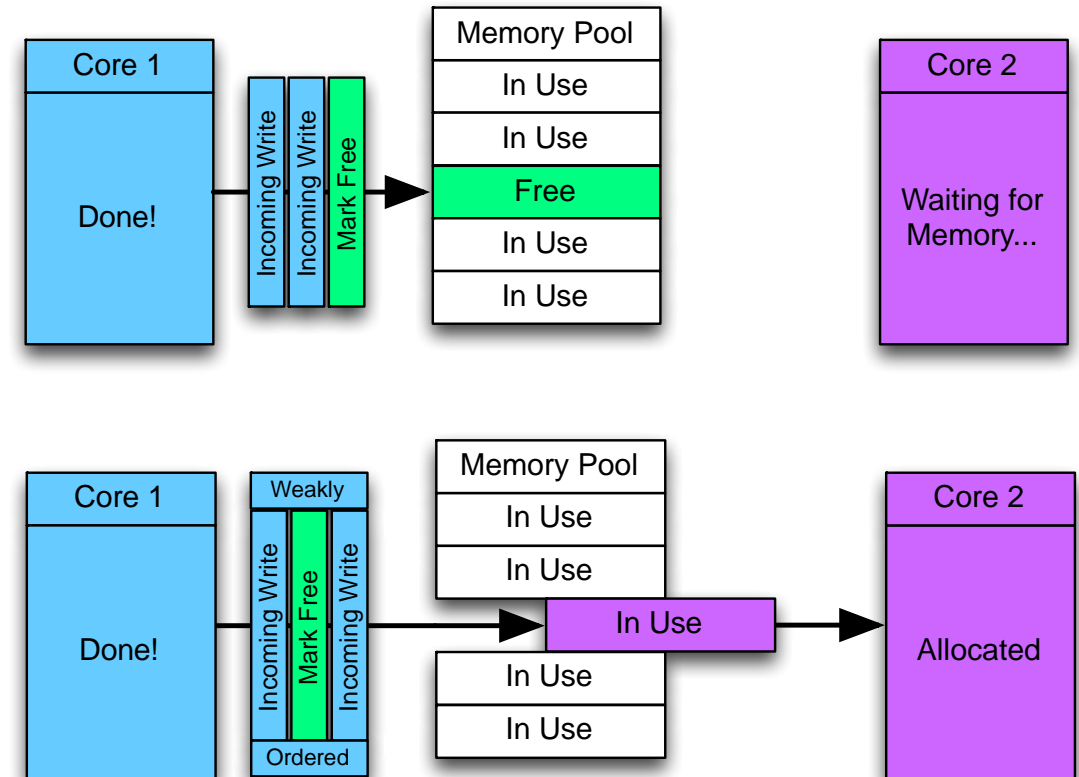 Core 1
Done!
Incoming Write
Incoming Write
Mark Free
Memory Pool
In Use
In Use
Free
In Use
In Use
Core 2
Waiting for
Memory...
Core 1
Done!
Weakly
Incoming Write
Mark Free
Incoming Write
Ordered
Memory Pool
In Use
In Use
In Use
In Use
In Use
Core 2
Allocated